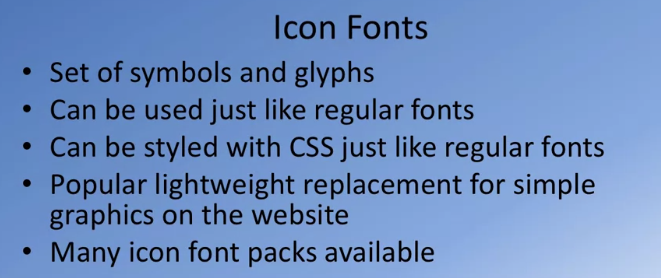 Icon Fonts
• Set of symbols and glyphs
• Can be used just like regular fonts
• Can be styled with CSS just like regular fonts
• Popular lightweight replacement for simple
graphics on the website
• Many icon font packs available